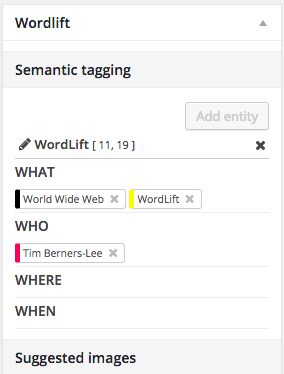 Wordlift
Semantic tagging
Add entity
WordLift [ 11, 19 ]
WHAT
World Wide Web WordLift
WHO
Tim Berners-Lee
WHERE
WHEN
Suggested images